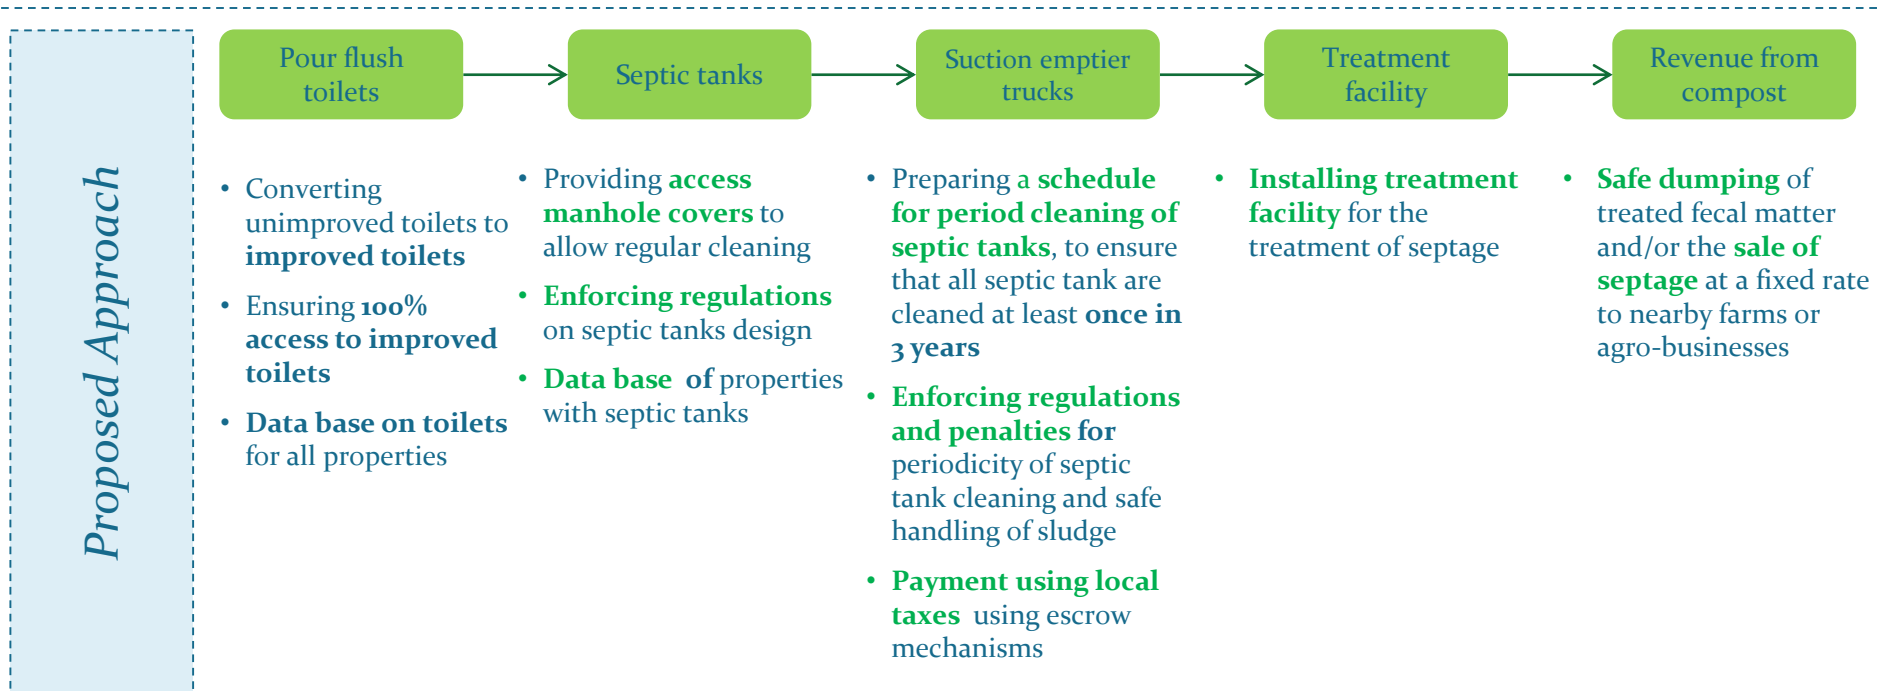 Proposed Approach
Pour flush
toilets
Septic tanks
Suction emptier
trucks
Treatment
facility
Revenue from
compost
• Converting
unimproved toilets to
improved toilets
• Ensuring 100%
access to improved
toilets
• Data base on toilets
for all properties
• Providing access
manhole covers to
allow regular cleaning
• Enforcing regulations
on septic tanks design
• Data base of properties
with septic tanks
• Preparing a schedule
for period cleaning of
septic tanks, to ensure
that all septic tank are
cleaned at least once in
3 years
• Enforcing regulations
and penalties for
periodicity of septic
tank cleaning and safe
handling of sludge
• Payment using local
taxes using escrow
mechanisms
• Installing treatment
facility for the
treatment of septage
• Safe dumping of
treated fecal matter
and/or the sale of
septage at a fixed rate
to nearby farms or
agro-businesses